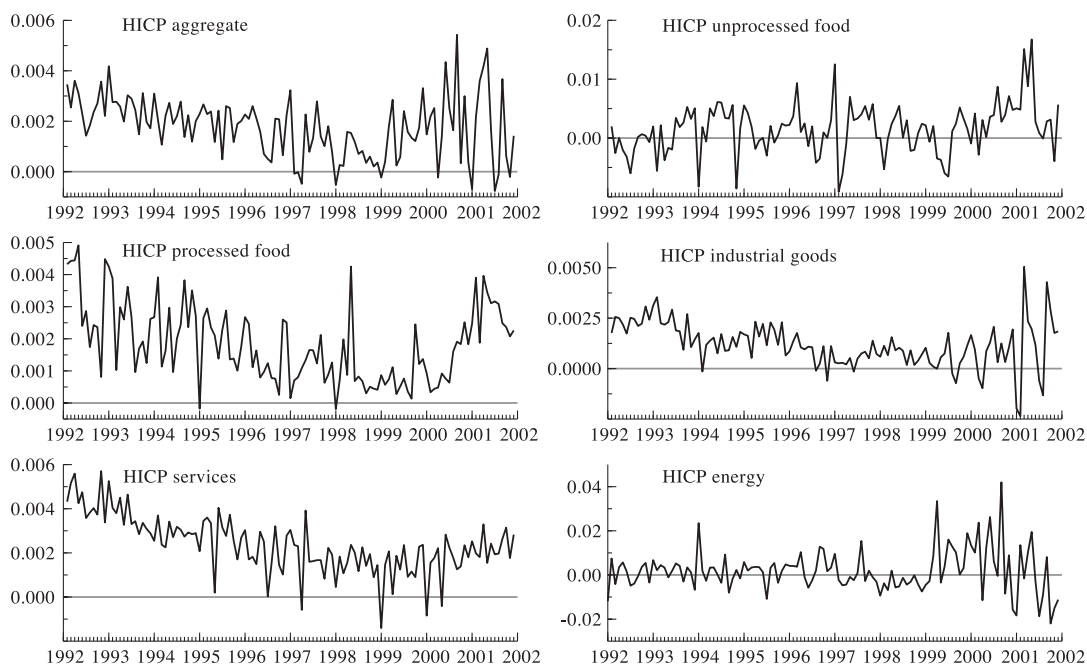 HICP aggregate
0.006
0.004
0.002
0.000
1992 1993 1994 1995 1996 1997 1998 1999 2000 2001 2002
HICP unprocessed food
0.02
0.01
0.00
1992 1993 1994 1995 1996 1997 1998 1999 2000 2001 2002
HICP processed food
0.005
0.004
0.003
0.002
0.001
0.000
1992 1993 1994 1995 1996 1997 1998 1999 2000 2001 2002
HICP industrial goods
0.0050
0.0025
0.0000
1992 1993 1994 1995 1996 1997 1998 1999 2000 2001 2002
HICP services
0.006
0.004
0.002
0.000
1992 1993 1994 1995 1996 1997 1998 1999 2000 2001 2002
HICP energy
0.04
0.02
0.00
-0.02
1992 1993 1994 1995 1996 1997 1998 1999 2000 2001 2002